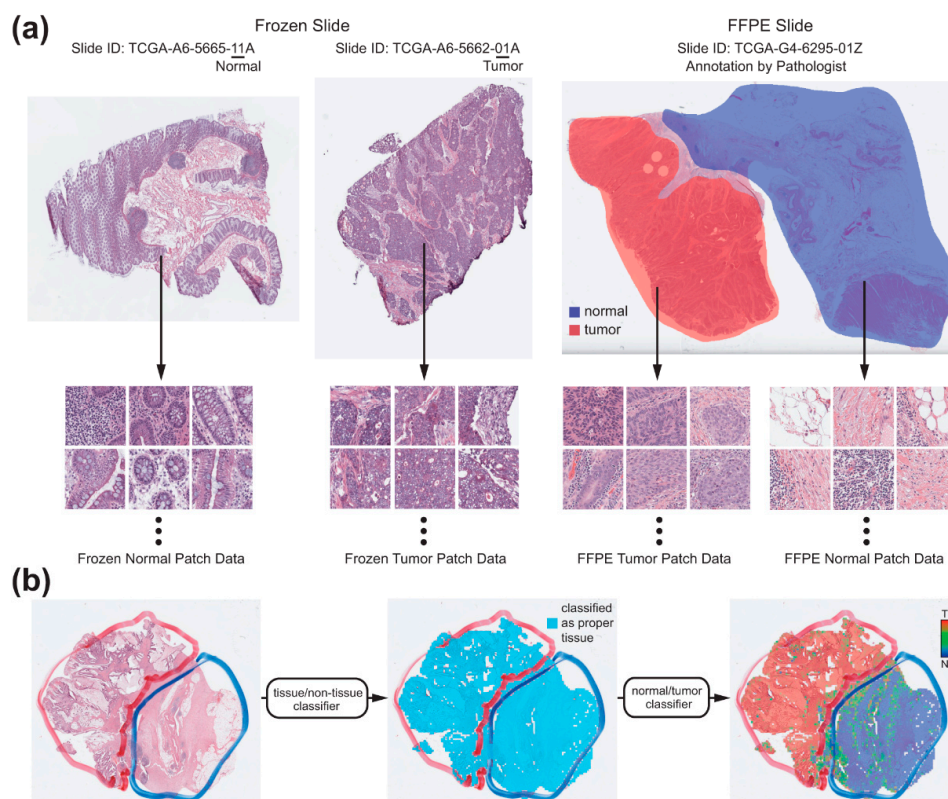 (a)
Frozen Slide
FFPE Slide
Slide ID: TCGA-A6-5665-11A
Normal
Slide ID: TCGA-A6-5662-01A
Tumor
Slide ID: TCGA-G4-6295-01Z
Annotation by Pathologist
normal
tumor
Frozen Normal Patch Data
Frozen Tumor Patch Data
FFPE Tumor Patch Data
FFPE Normal Patch Data
(b)
tissue/non-tissue
classifier
classified
as proper
tissue
normal/tumor
classifier
T
N